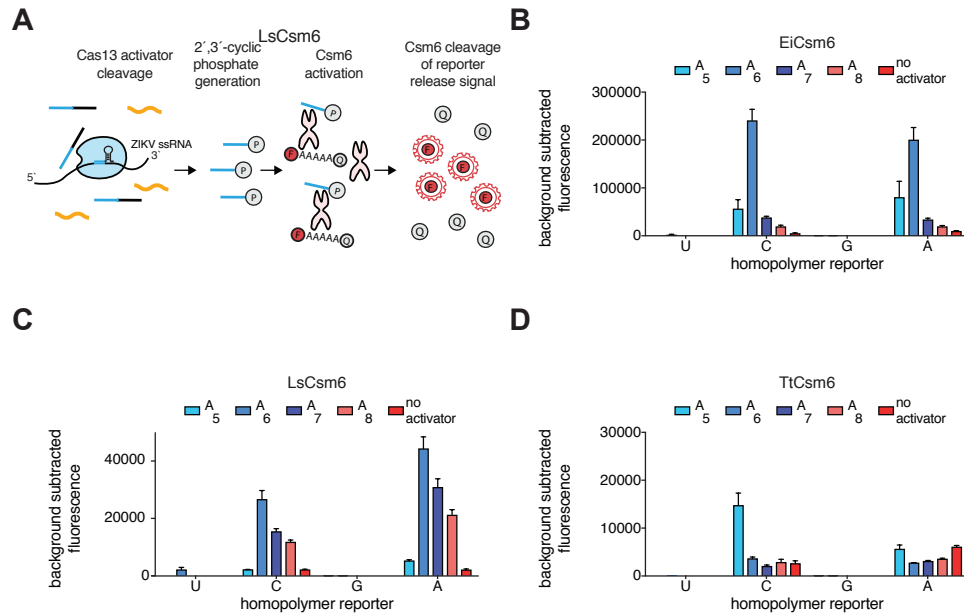 A
LsCsm6
Cas13 activator
cleavage
2´,3´-cyclic
phosphate
generation
Csm6
activation
Csm6 cleavage
of reporter
release signal
ZIKV ssRNA
3´
5´
P
P
P
P
F AAAAA Q
P
F AAAAA Q
Q
Q
F
F
Q
F
F
Q
Q
Q
B
EiCsm6
A5 A6 A7 A8 no activator
background subtracted
fluorescence
300000
200000
100000
0
U C G A
homopolymer reporter
C
LsCsm6
A5 A6 A7 A8 no activator
background subtracted
fluorescence
40000
20000
0
U C G A
homopolymer reporter
D
TtCsm6
A5 A6 A7 A8 no activator
background subtracted
fluorescence
30000
20000
10000
0
U C G A
homopolymer reporter